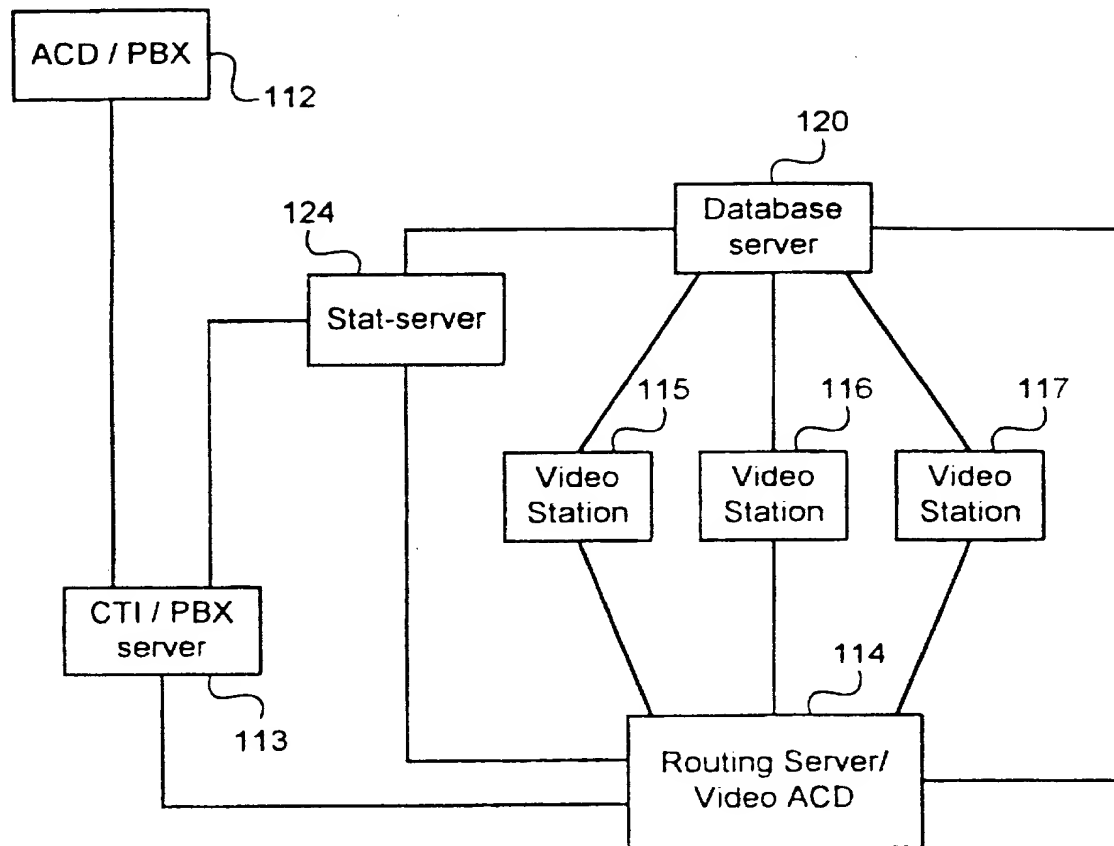 ACD / PBX
112
120
Database
server
124
Stat-server
115
116
117
Video
Station
Video
Station
Video
Station
CTI / PBX
server
113
114
Routing Server/
Video ACD